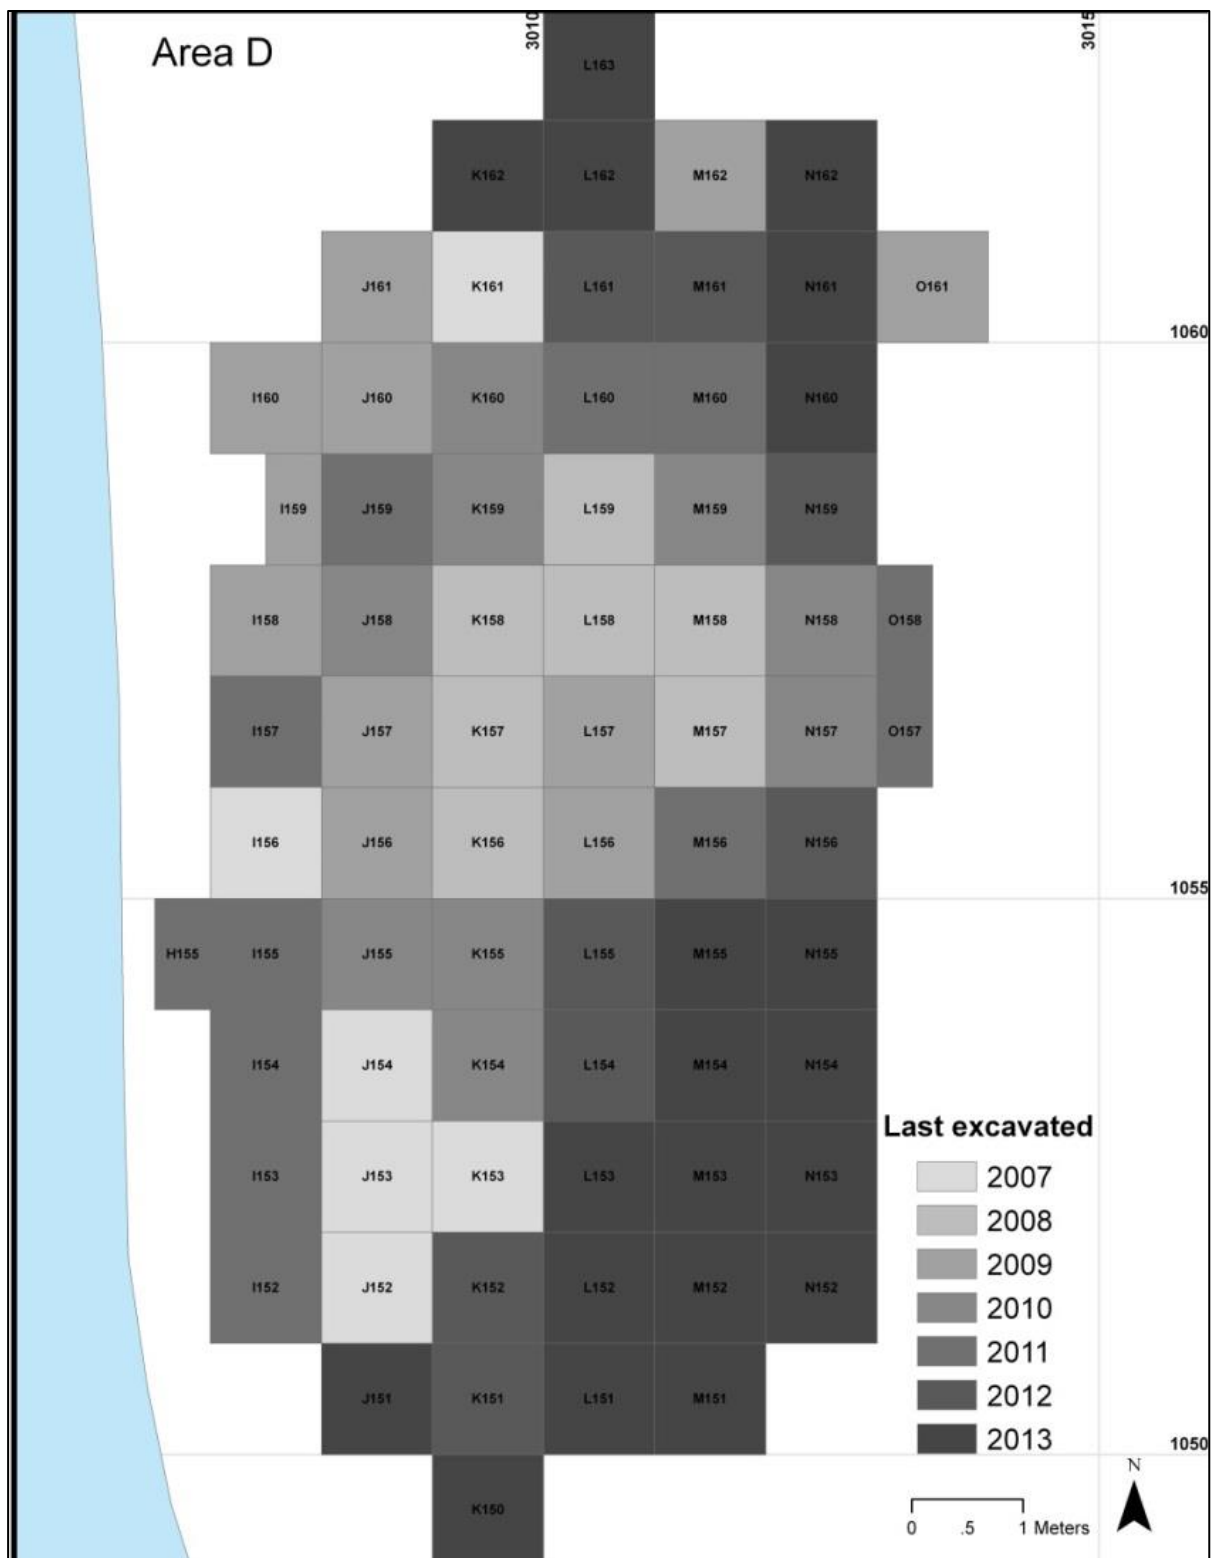 Area D
3010
3015
L163
K162 L162 M162 N162
J161 K161 L161 M161 N161 O161
1060
I160 J160 K160 L160 M160 N160
I159 J159 K159 L159 M159 N159
I158 J158 K158 L158 M158 N158 O158
I157 J157 K157 L157 M157 N157 O157
I156 J156 K156 L156 M156 N156
1055
H155 I155 J155 K155 L155 M155 N155
I154 J154 K154 L154 M154 N154
I153 J153 K153 L153 M153 N153
I152 J152 K152 L152 M152 N152
J151 K151 L151 M151
1050
K150
Last excavated
2007
2008
2009
2010
2011
2012
2013
N
0 .5 1 Meters